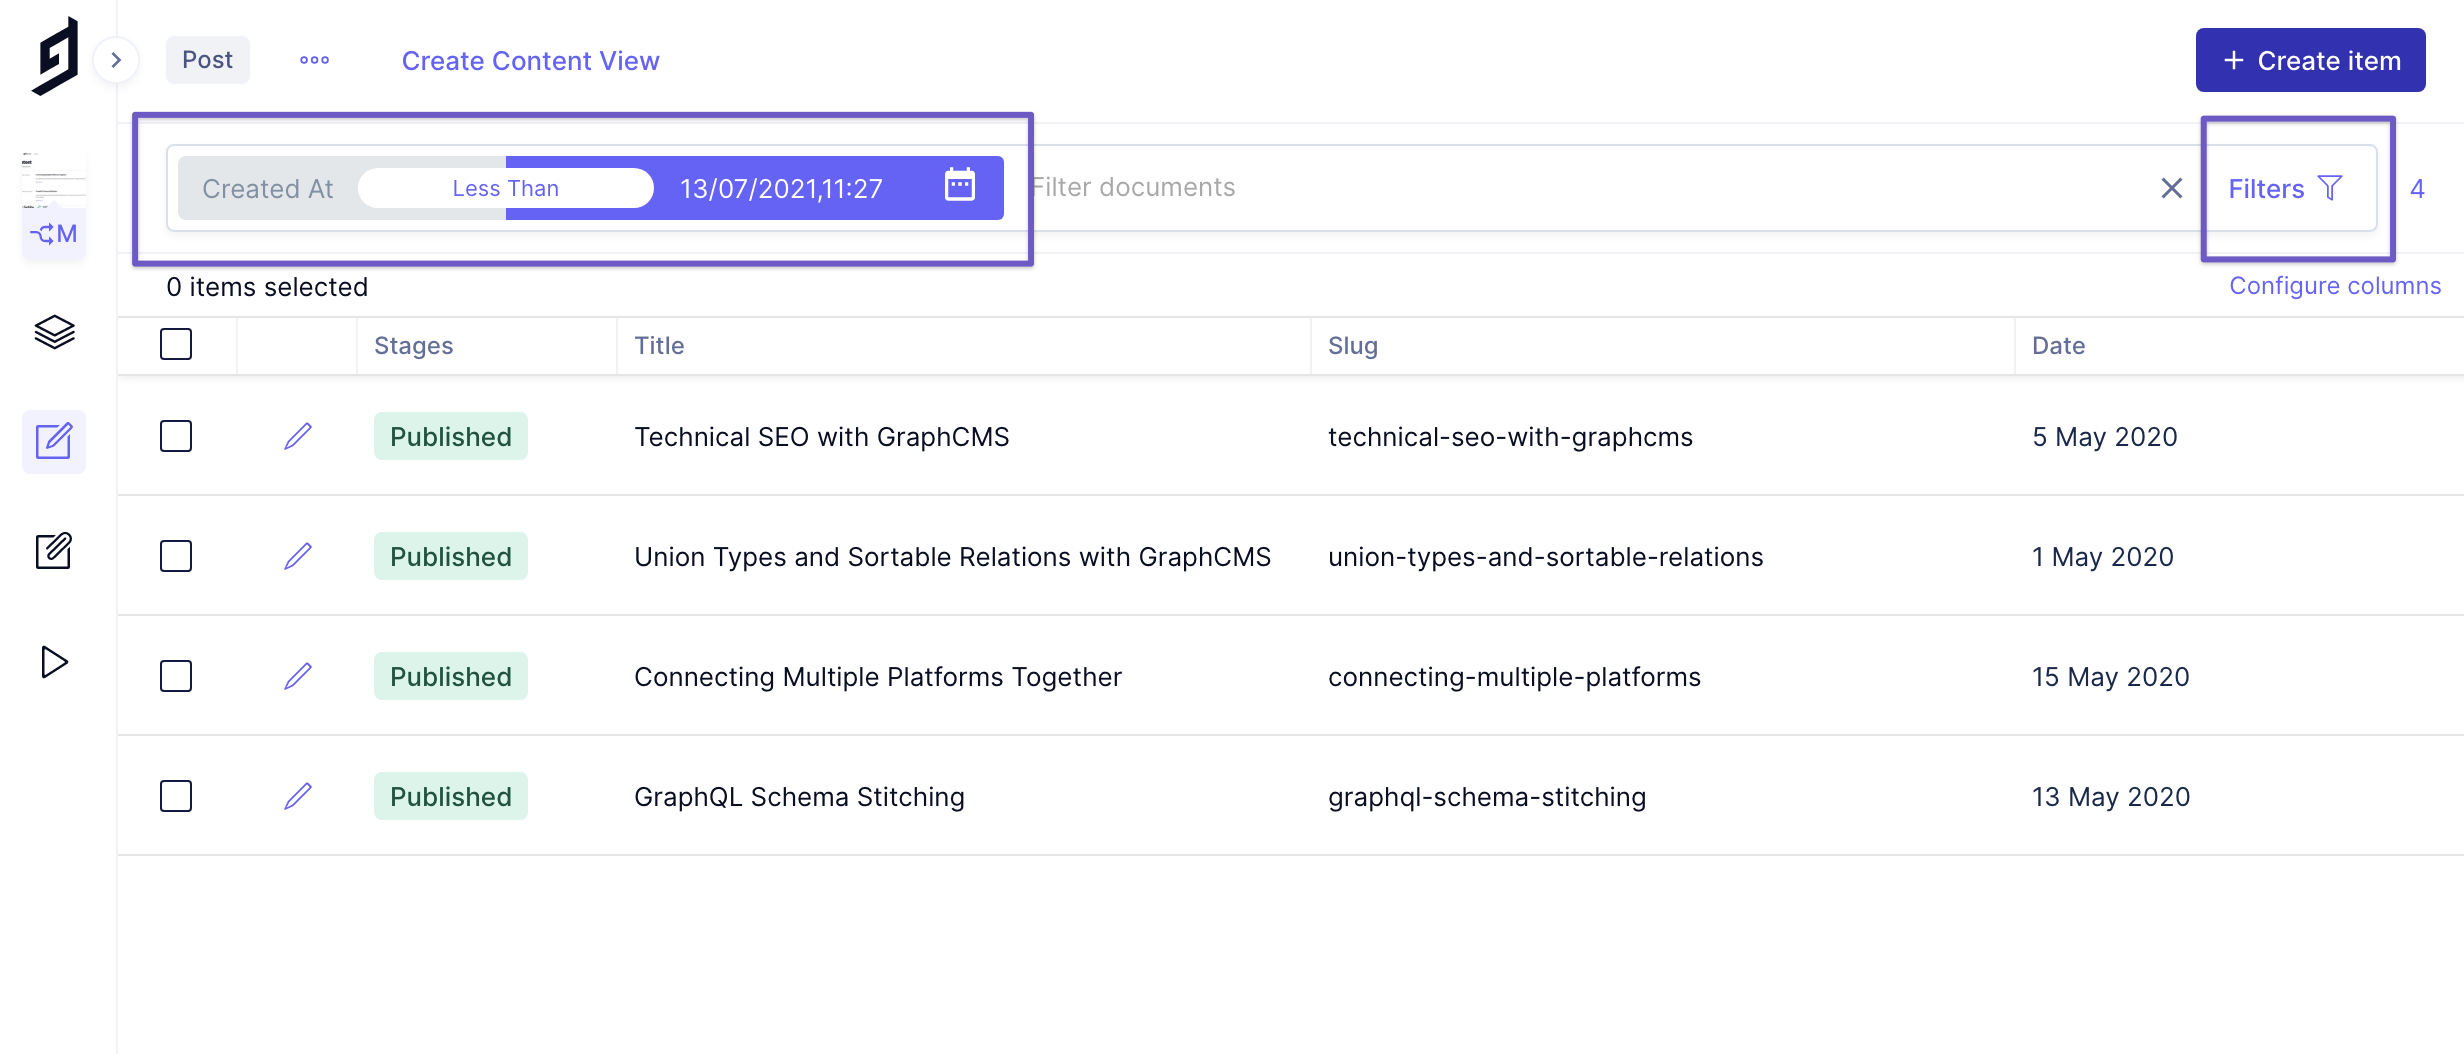 Post
Create Content View
+ Create item
Created At Less Than 13/07/2021,11:27 Filter documents Filters 4
M
0 items selected
Configure columns
Stages Title Slug Date
Published Technical SEO with GraphCMS technical-seo-with-graphcms 5 May 2020
Published Union Types and Sortable Relations with GraphCMS union-types-and-sortable-relations 1 May 2020
Published Connecting Multiple Platforms Together connecting-multiple-platforms 15 May 2020
Published GraphQL Schema Stitching graphql-schema-stitching 13 May 2020